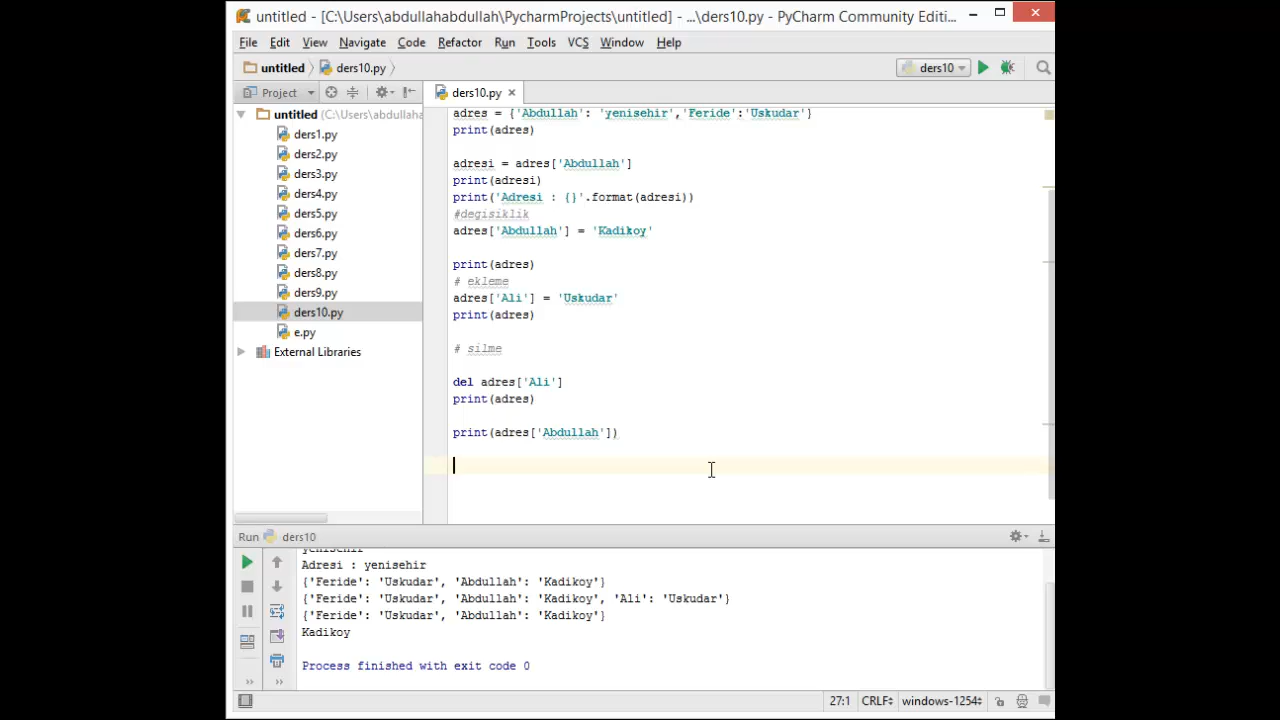 untitled - [C:\Users\abdullahabdullah\PycharmProjects\untitled] - ...\ders10.py - PyCharm Community Editi...
File Edit View Navigate Code Refactor Run Tools VCS Window Help
untitled ders10.py ders10
Project ders10.py
untitled (C:\Users\abdullaha
ders1.py
ders2.py
ders3.py
ders4.py
ders5.py
ders6.py
ders7.py
ders8.py
ders9.py
ders10.py
e.py
External Libraries
adres = {'Abdullah': 'yenisehir','Feride':'Uskudar'}
print(adres)
adresi = adres['Abdullah']
print(adresi)
print('Adresi : {}'.format(adresi))
#degisiklik
adres['Abdullah'] = 'Kadikoy'
print(adres)
# ekleme
adres['Ali'] = 'Uskudar'
print(adres)
# silme
del adres['Ali']
print(adres)
print(adres['Abdullah'])
Run ders10
yenisehir
Adresi : yenisehir
{'Feride': 'Uskudar', 'Abdullah': 'Kadikoy'}
{'Feride': 'Uskudar', 'Abdullah': 'Kadikoy', 'Ali': 'Uskudar'}
{'Feride': 'Uskudar', 'Abdullah': 'Kadikoy'}
Kadikoy
Process finished with exit code 0
27:1 CRLF windows-1254